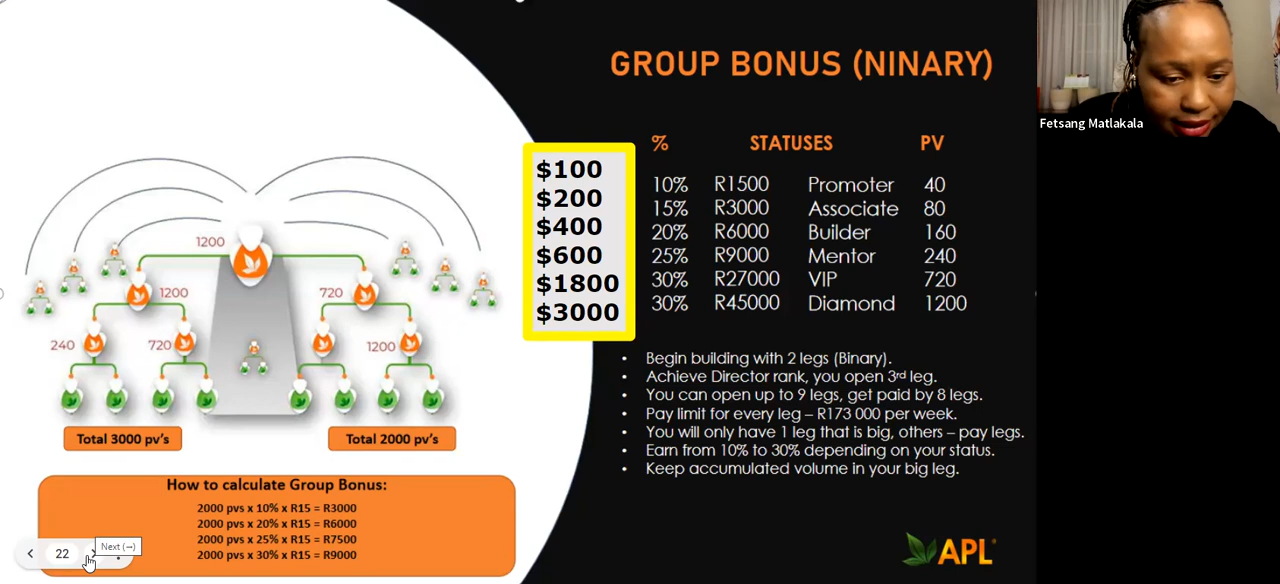 GROUP BONUS (NINARY)
Fetsang Matlakala
% STATUSES PV
$100
$200
$400
$600
$1800
$3000
10% R1500 Promoter 40
15% R3000 Associate 80
20% R6000 Builder 160
25% R9000 Mentor 240
30% R27000 VIP 720
30% R45000 Diamond 1200
1200
1200 720
240 720 1200
Total 3000 pv's Total 2000 pv's
• Begin building with 2 legs (Binary).
• Achieve Director rank, you open 3rd leg.
• You can open up to 9 legs, get paid by 8 legs.
• Pay limit for every leg – R173 000 per week.
• You will only have 1 leg that is big, others – pay legs.
• Earn from 10% to 30% depending on your status.
• Keep accumulated volume in your big leg.
How to calculate Group Bonus:
2000 pvs x 10% x R15 = R3000
2000 pvs x 20% x R15 = R6000
2000 pvs x 25% x R15 = R7500
2000 pvs x 30% x R15 = R9000
22
Next (→)
APL